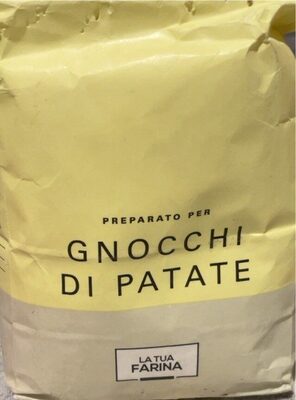 PREPARATO PER
GNOCCHI
DI PATATE
LA TUA
FARINA